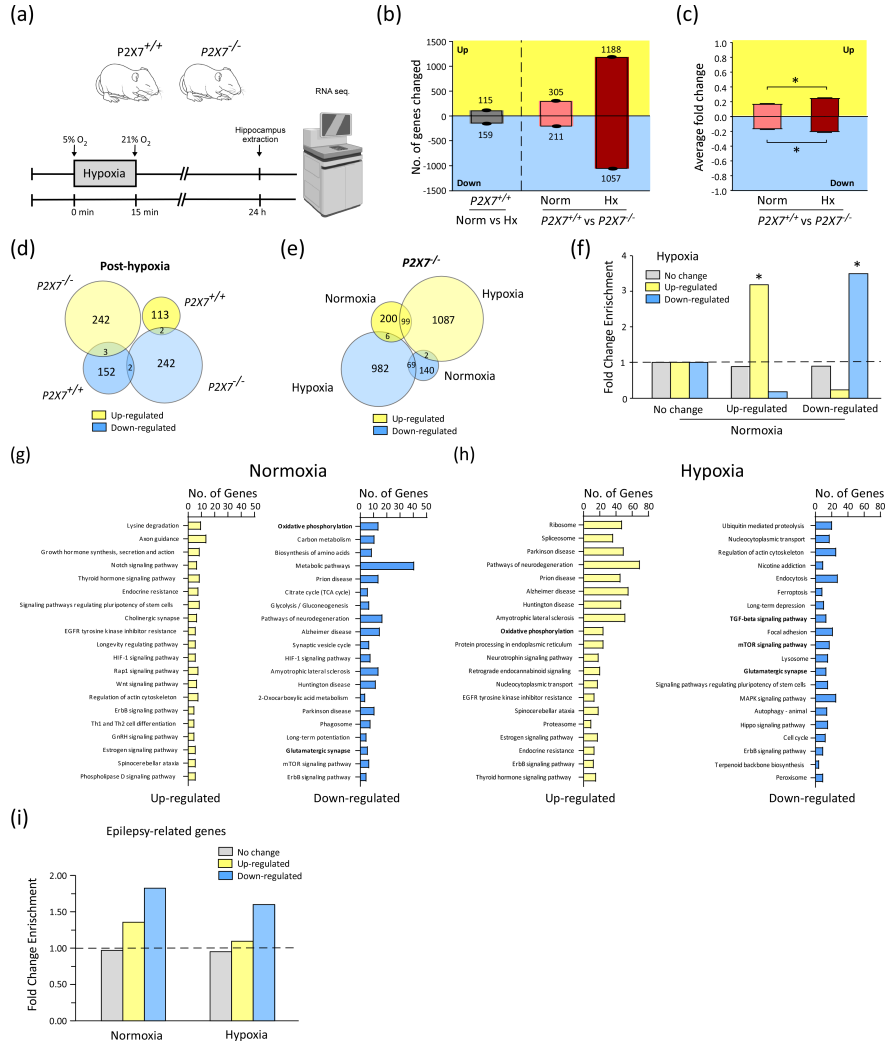 (a)
P2X7+/+
P2X7-/-
RNA seq.
5% O2
21% O2
Hippocampus
extraction
Hypoxia
0 min
15 min
24 h
(b)
No. of genes changed
1500
1000
500
0
-500
-1000
-1500
Up
Down
115
159
305
211
1188
1057
P2X7+/+
Norm vs Hx
Norm
Hx
P2X7+/+ vs P2X7-/-
(c)
Average fold change
1.0
0.8
0.6
0.4
0.2
0.0
-0.2
-0.4
-0.6
-0.8
-1.0
Up
Down
*
*
Norm
Hx
P2X7+/+ vs P2X7-/-
(d)
Post-hypoxia
P2X7-/-
P2X7+/+
242
113
2
3
152
2
242
P2X7+/+
P2X7-/-
Up-regulated
Down-regulated
(e)
P2X7-/-
Normoxia
Hypoxia
200
99
1087
6
2
982
69
140
Hypoxia
Normoxia
Up-regulated
Down-regulated
(f)
Fold Change Enrischment
4
3
2
1
0
Hypoxia
No change
Up-regulated
Down-regulated
*
*
No change
Up-regulated
Down-regulated
Normoxia
(g)
Normoxia
No. of Genes
0 10 20 30 40 50
Lysine degradation
Axon guidance
Growth hormone synthesis, secretion and action
Notch signaling pathway
Thyroid hormone signaling pathway
Endocrine resistance
Signaling pathways regulating pluripotency of stem cells
Cholinergic synapse
EGFR tyrosine kinase inhibitor resistance
Longevity regulating pathway
HIF-1 signaling pathway
Rap1 signaling pathway
Wnt signaling pathway
Regulation of actin cytoskeleton
ErbB signaling pathway
Th1 and Th2 cell differentiation
GnRH signaling pathway
Estrogen signaling pathway
Spinocerebellar ataxia
Phospholipase D signaling pathway
Up-regulated
No. of Genes
0 10 20 30 40 50
Oxidative phosphorylation
Carbon metabolism
Biosynthesis of amino acids
Metabolic pathways
Prion disease
Citrate cycle (TCA cycle)
Glycolysis / Gluconeogenesis
Pathways of neurodegeneration
Alzheimer disease
Synaptic vesicle cycle
HIF-1 signaling pathway
Amyotrophic lateral sclerosis
Huntington disease
2-Oxocarboxylic acid metabolism
Parkinson disease
Phagosome
Long-term potentiation
Glutamatergic synapse
mTOR signaling pathway
ErbB signaling pathway
Down-regulated
(h)
Hypoxia
No. of Genes
0 20 40 60 80
Ribosome
Spliceosome
Parkinson disease
Pathways of neurodegeneration
Prion disease
Alzheimer disease
Huntington disease
Amyotrophic lateral sclerosis
Oxidative phosphorylation
Protein processing in endoplasmic reticulum
Neurotrophin signaling pathway
Retrograde endocannabinoid signaling
Nucleocytoplasmic transport
EGFR tyrosine kinase inhibitor resistance
Spinocerebellar ataxia
Proteasome
Estrogen signaling pathway
Endocrine resistance
ErbB signaling pathway
Thyroid hormone signaling pathway
Up-regulated
No. of Genes
0 20 40 60 80
Ubiquitin mediated proteolysis
Nucleocytoplasmic transport
Regulation of actin cytoskeleton
Nicotine addiction
Endocytosis
Ferroptosis
Long-term depression
TGF-beta signaling pathway
Focal adhesion
mTOR signaling pathway
Lysosome
Glutamatergic synapse
Signaling pathways regulating pluripotency of stem cells
MAPK signaling pathway
Autophagy - animal
Hippo signaling pathway
Cell cycle
ErbB signaling pathway
Terpenoid backbone biosynthesis
Peroxisome
Down-regulated
(i)
Epilepsy-related genes
No change
Up-regulated
Down-regulated
Fold Change Enrischment
2.00
1.50
1.00
0.50
0.00
Normoxia
Hypoxia